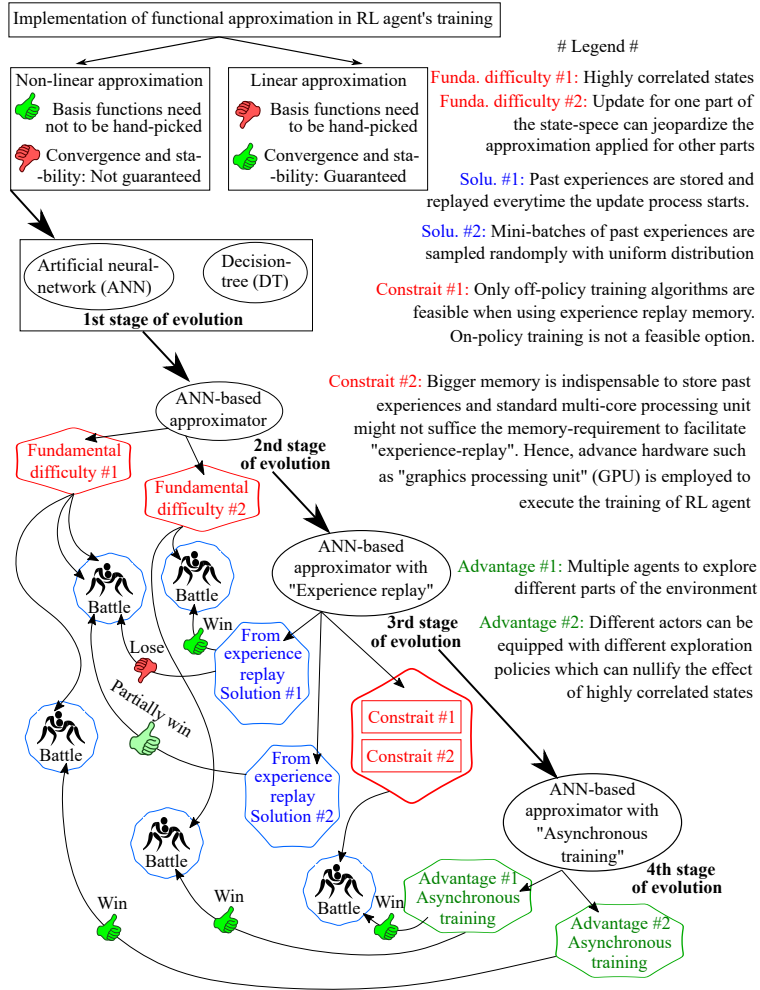 Implementation of functional approximation in RL agent's training
Non-linear approximation
Basis functions need
not to be hand-picked
Convergence and sta-
-bility: Not guaranteed
Linear approximation
Basis functions need
to be hand-picked
Convergence and sta-
-bility: Guaranteed
# Legend #
Funda. difficulty #1: Highly correlated states
Funda. difficulty #2: Update for one part of
the state-spece can jeopardize the
approximation applied for other parts
Solu. #1: Past experiences are stored and
replayed everytime the update process starts.
Solu. #2: Mini-batches of past experiences are
sampled randomply with uniform distribution
Constrait #1: Only off-policy training algorithms are
feasible when using experience replay memory.
On-policy training is not a feasible option.
Constrait #2: Bigger memory is indispensable to store past
experiences and standard multi-core processing unit
might not suffice the memory-requirement to facilitate
"experience-replay". Hence, advance hardware such
as "graphics processing unit" (GPU) is employed to
execute the training of RL agent
Advantage #1: Multiple agents to explore
different parts of the environment
Advantage #2: Different actors can be
equipped with different exploration
policies which can nullify the effect
of highly correlated states
Artificial neural-
network (ANN)
Decision-
tree (DT)
1st stage of evolution
ANN-based
approximator
2nd stage
of evolution
Fundamental
difficulty #1
Fundamental
difficulty #2
ANN-based
approximator with
"Experience replay"
Battle
Battle
Win
3rd stage
of evolution
From
experience
replay
Solution #1
Lose
Partially win
Battle
Constrait #1
Constrait #2
From
experience
replay
Solution #2
ANN-based
approximator with
"Asynchronous
training"
Battle
4th stage
of evolution
Battle
Win
Advantage #1
Asynchronous
training
Win
Win
Advantage #2
Asynchronous
training